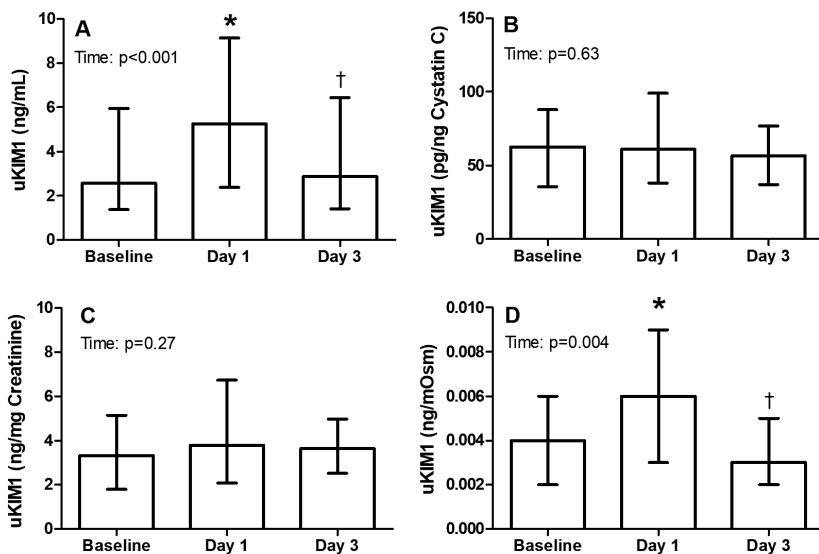 A
Time: p<0.001
uKIM1 (ng/mL)
10
8
6
4
2
0
*
†
Baseline Day 1 Day 3
B
Time: p=0.63
uKIM1 (pg/ng Cystatin C)
150
100
50
0
Baseline Day 1 Day 3
C
Time: p=0.27
uKIM1 (ng/mg Creatinine)
10
8
6
4
2
0
Baseline Day 1 Day 3
D
Time: p=0.004
uKIM1 (ng/mOsm)
0.010
0.008
0.006
0.004
0.002
0.000
*
†
Baseline Day 1 Day 3